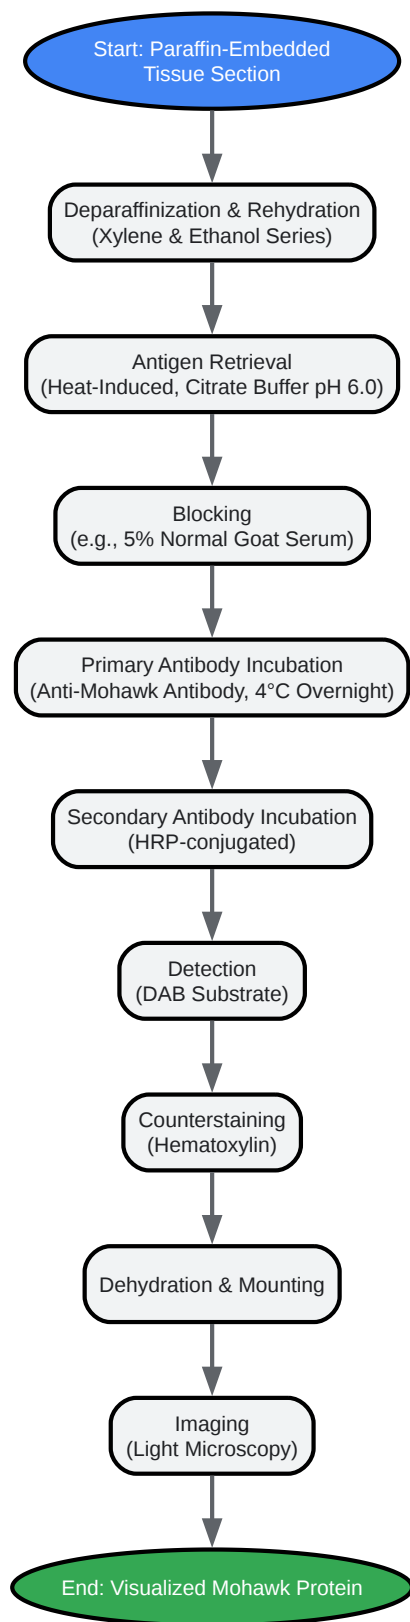 Start: Paraffin-Embedded
Tissue Section
Deparaffinization & Rehydration
(Xylene & Ethanol Series)
Antigen Retrieval
(Heat-Induced, Citrate Buffer pH 6.0)
Blocking
(e.g., 5% Normal Goat Serum)
Primary Antibody Incubation
(Anti-Mohawk Antibody, 4°C Overnight)
Secondary Antibody Incubation
(HRP-conjugated)
Detection
(DAB Substrate)
Counterstaining
(Hematoxylin)
Dehydration & Mounting
Imaging
(Light Microscopy)
End: Visualized Mohawk Protein